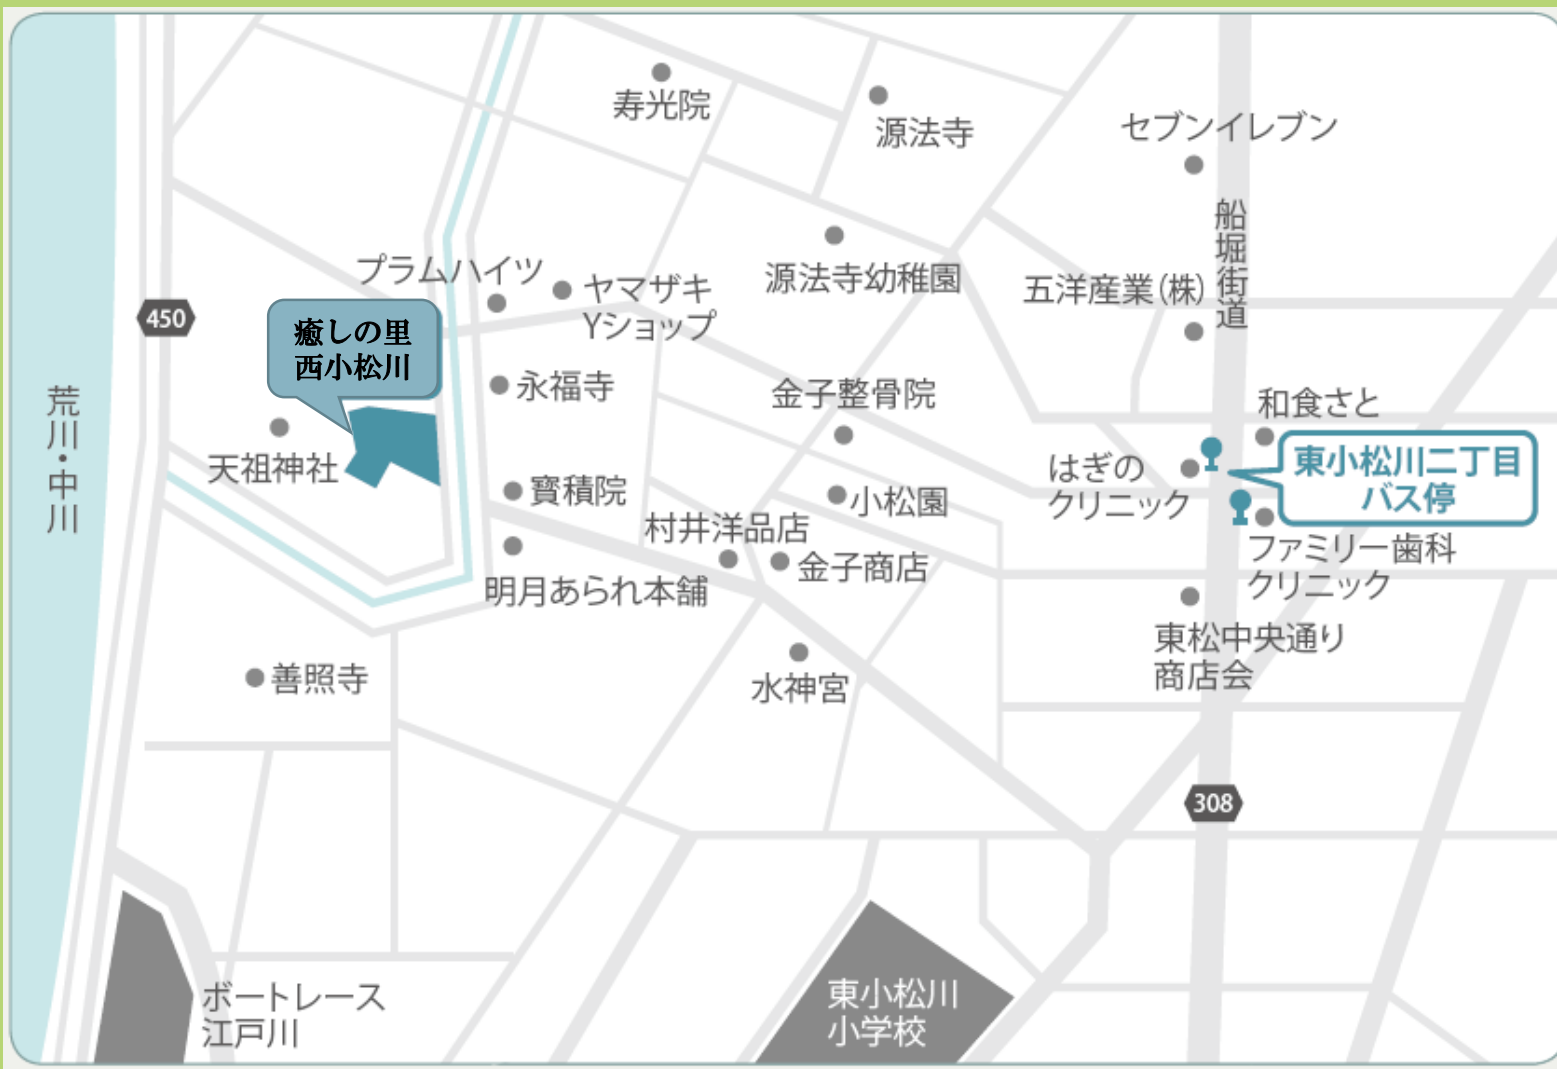 寿光院
源法寺
セブンイレブン
船堀街道
プラムハイツ
ヤマザキ
Yショップ
源法寺幼稚園
五洋産業(株)
450
癒しの里
西小松川
永福寺
金子整骨院
和食さと
荒川・中川
天祖神社
寳積院
小松園
はぎの
クリニック
東小松川二丁目
バス停
村井洋品店
金子商店
明月あられ本舗
ファミリー歯科
クリニック
東松中央通り
商店会
善照寺
水神宮
308
ボートレース
江戸川
東小松川
小学校